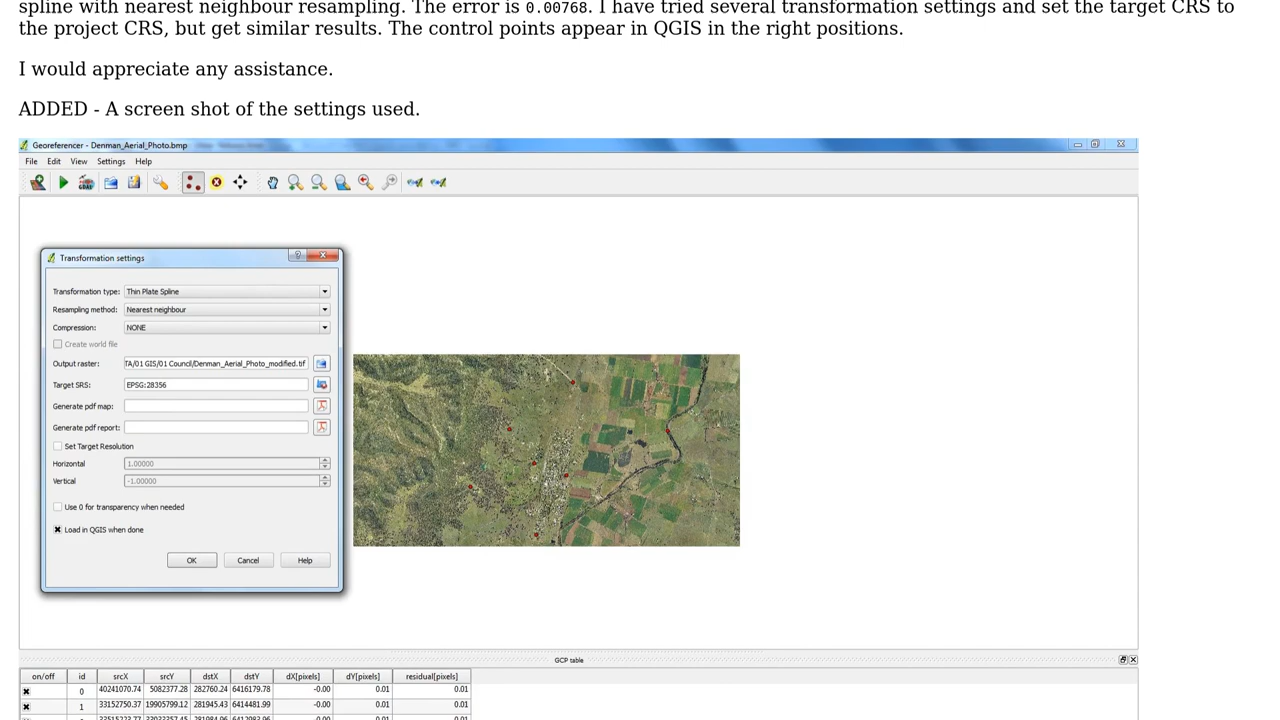 spline with nearest neighbour resampling. The error is 0.00768. I have tried several transformation settings and set the target CRS to
the project CRS, but get similar results. The control points appear in QGIS in the right positions.
I would appreciate any assistance.
ADDED - A screen shot of the settings used.
Georeferencer - Denman_Aerial_Photo.bmp
File Edit View Settings Help
Transformation settings
Transformation type: Thin Plate Spline
Resampling method: Nearest neighbour
Compression: NONE
Create world file
Output raster: TA/01 GIS/01 Council/Denman_Aerial_Photo_modified.tif
Target SRS: EPSG:28356
Generate pdf map:
Generate pdf report:
Set Target Resolution
Horizontal 1.00000
Vertical -1.00000
Use 0 for transparency when needed
Load in QGIS when done
OK Cancel Help
GCP table
on/off id srcX srcY dstX dstY dX[pixels] dY[pixels] residual[pixels]
0 40241070.74 5082377.28 282760.24 6416179.78 -0.00 0.01 0.01
1 33152750.37 19905799.12 281945.43 6414481.99 -0.00 0.01 0.01